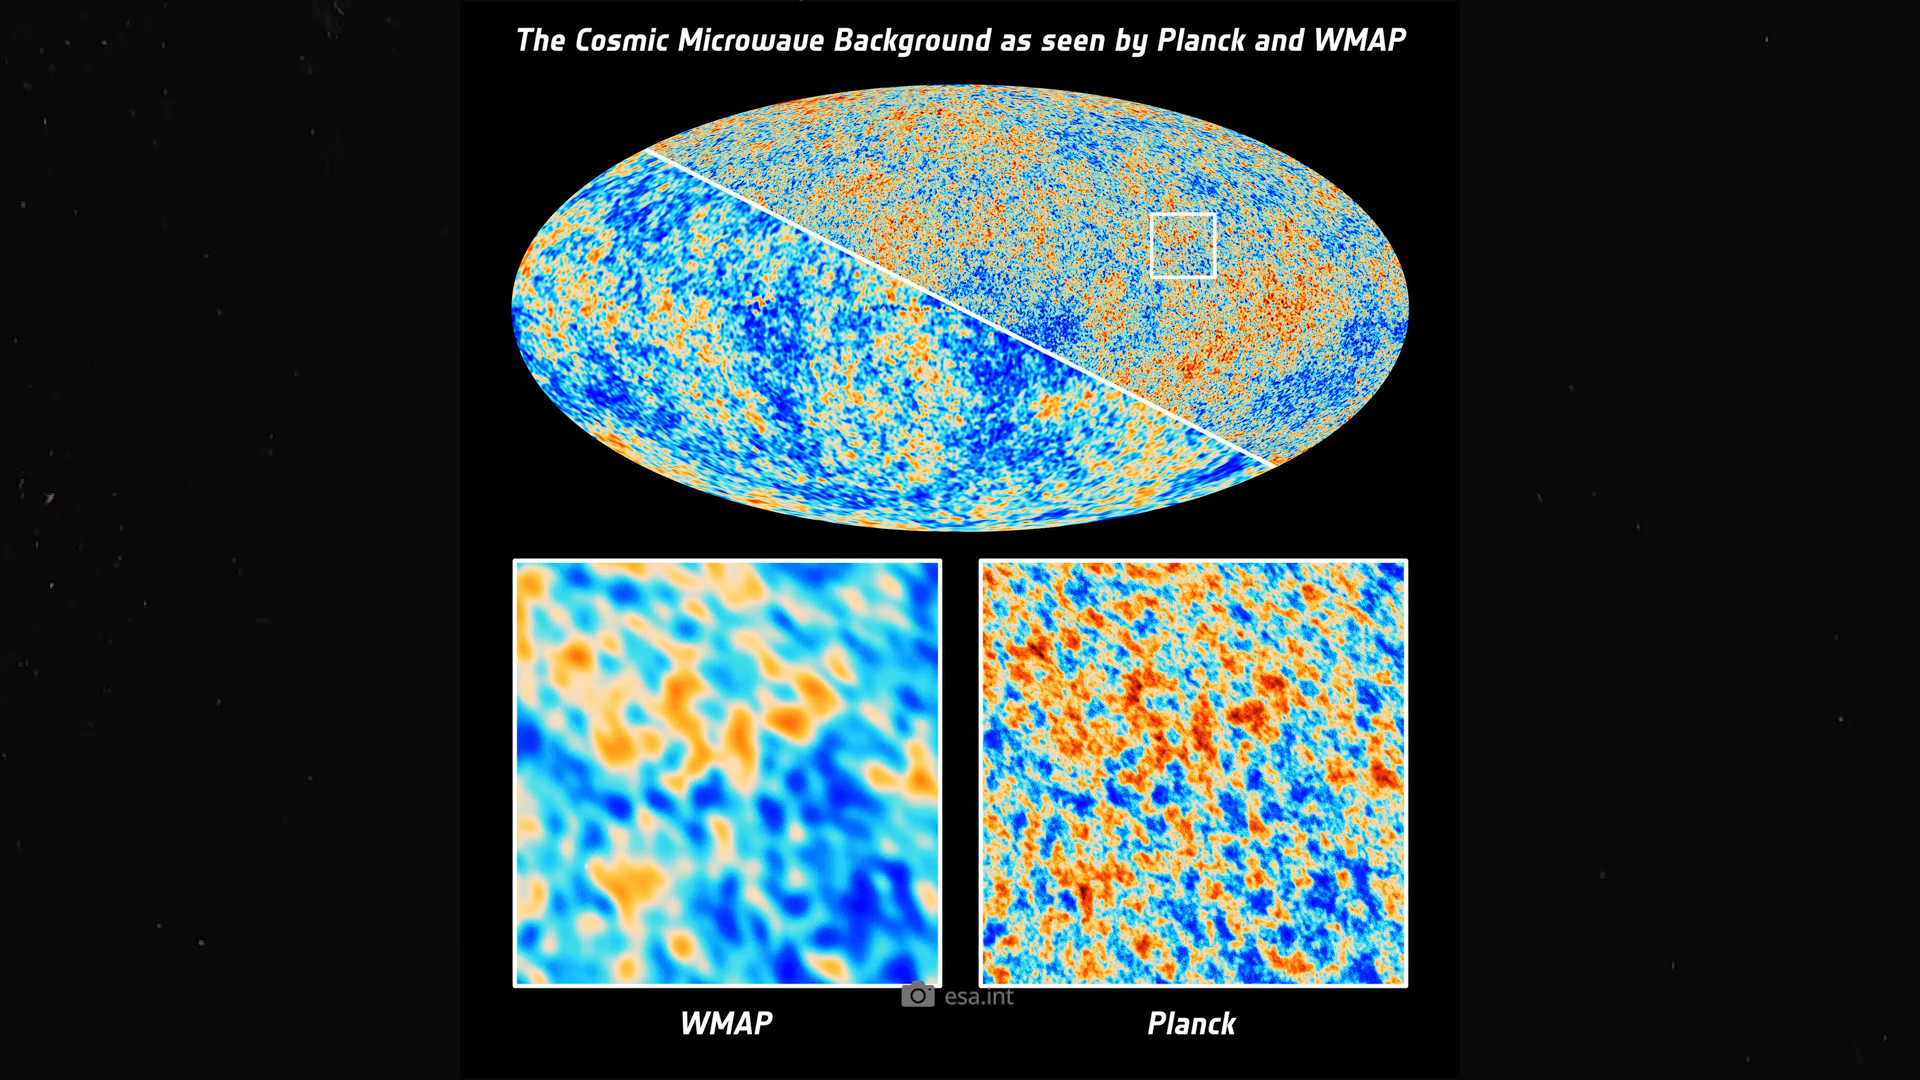 The Cosmic Microwave Background as seen by Planck and WMAP
esa.int
WMAP
Planck